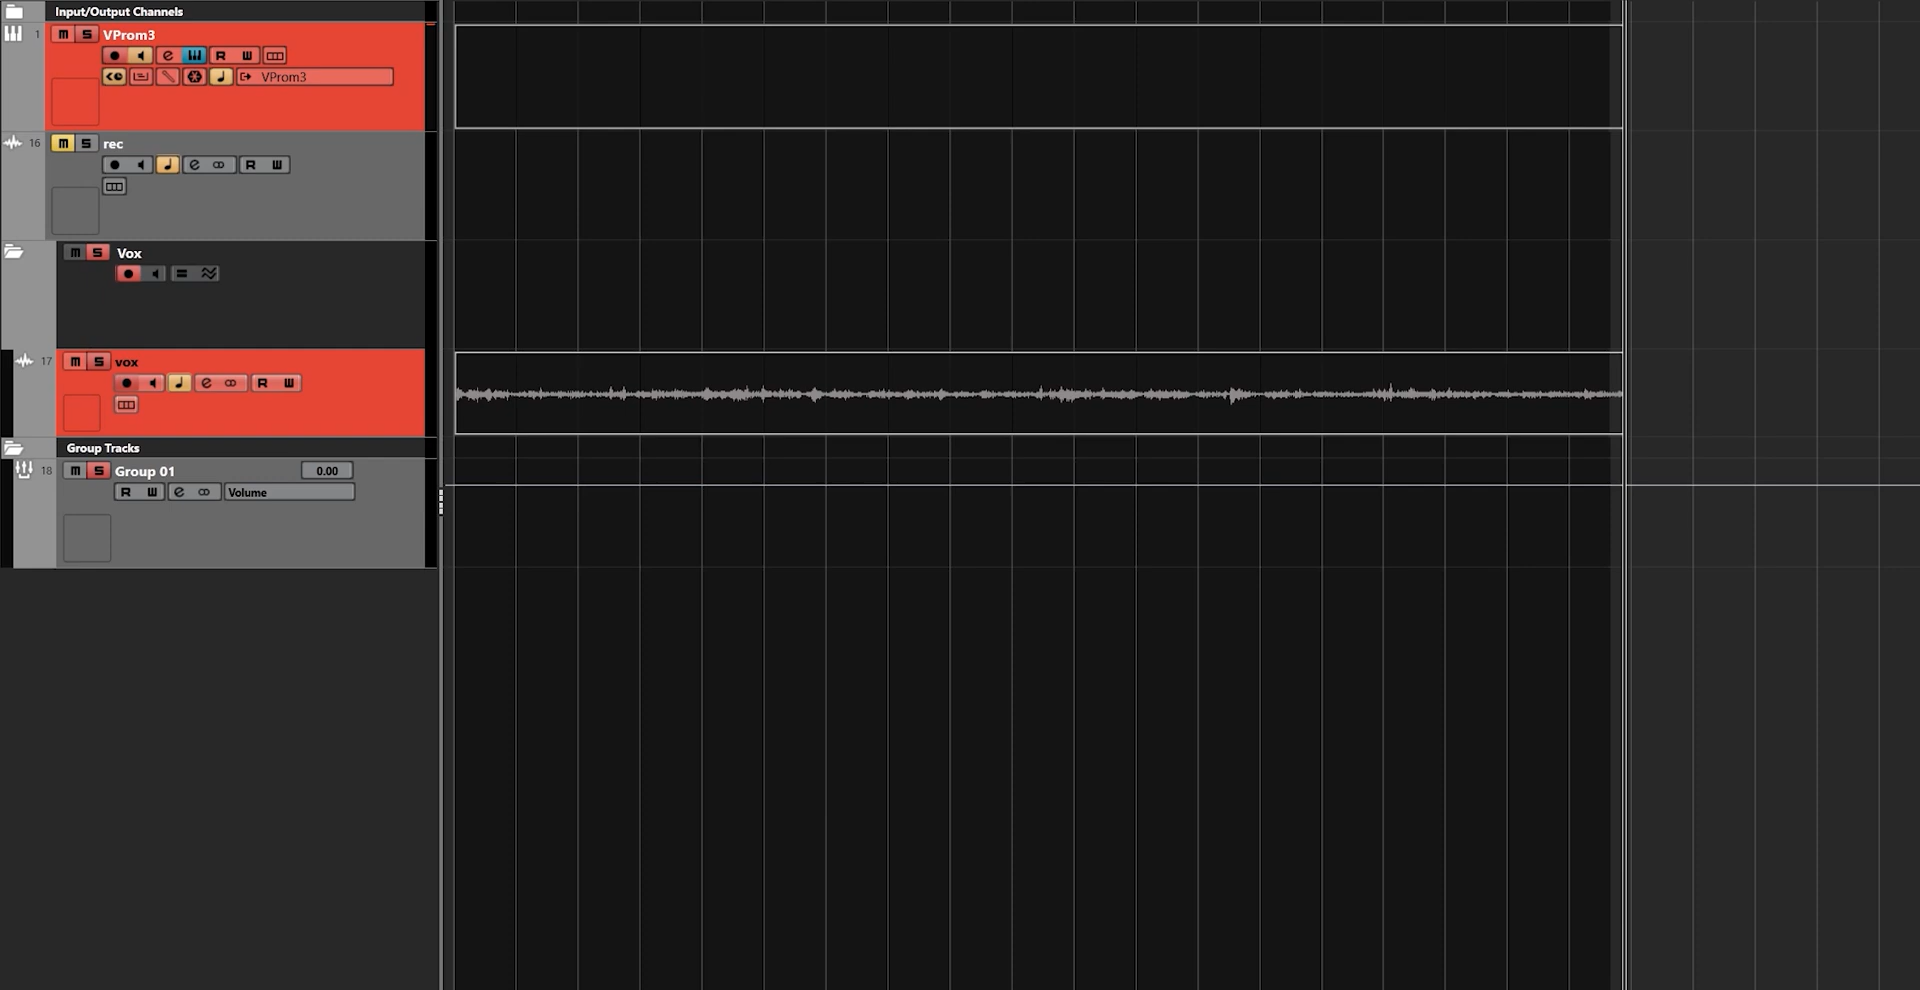 Input/Output Channels
1 M S VProm3
e R W
VProm3
16 M S rec
e R W
M S Vox
17 M S vox
e R W
Group Tracks
18 M S Group 01 0.00
R W e Volume